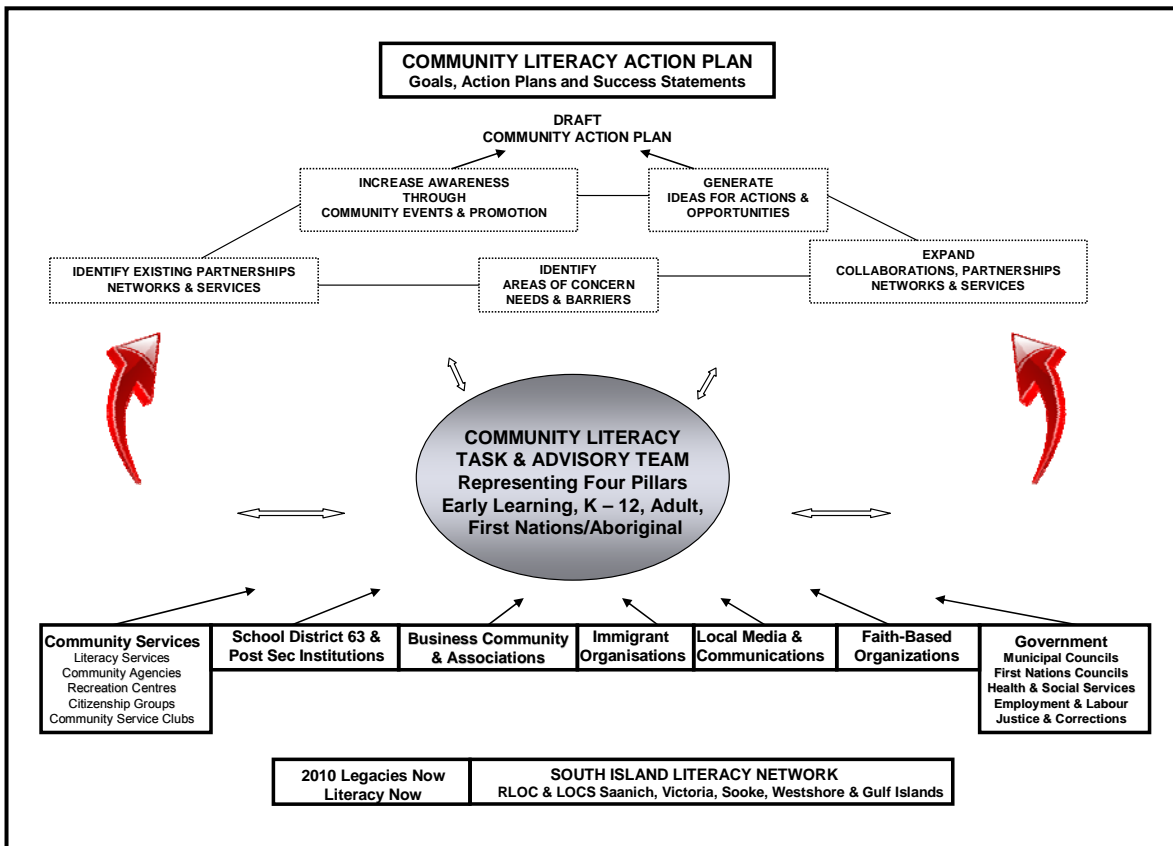 COMMUNITY LITERACY ACTION PLAN
Goals, Action Plans and Success Statements
DRAFT
COMMUNITY ACTION PLAN
INCREASE AWARENESS
THROUGH
COMMUNITY EVENTS & PROMOTION
GENERATE
IDEAS FOR ACTIONS &
OPPORTUNITIES
IDENTIFY EXISTING PARTNERSHIPS
NETWORKS & SERVICES
IDENTIFY
AREAS OF CONCERN
NEEDS & BARRIERS
EXPAND
COLLABORATIONS, PARTNERSHIPS
NETWORKS & SERVICES
COMMUNITY LITERACY
TASK & ADVISORY TEAM
Representing Four Pillars
Early Learning, K – 12, Adult,
First Nations/Aboriginal
Community Services
Literacy Services
Community Agencies
Recreation Centres
Citizenship Groups
Community Service Clubs
School District 63 &
Post Sec Institutions
Business Community
& Associations
Immigrant
Organisations
Local Media &
Communications
Faith-Based
Organizations
Government
Municipal Councils
First Nations Councils
Health & Social Services
Employment & Labour
Justice & Corrections
2010 Legacies Now
Literacy Now
SOUTH ISLAND LITERACY NETWORK
RLOC & LOCS Saanich, Victoria, Sooke, Westshore & Gulf Islands